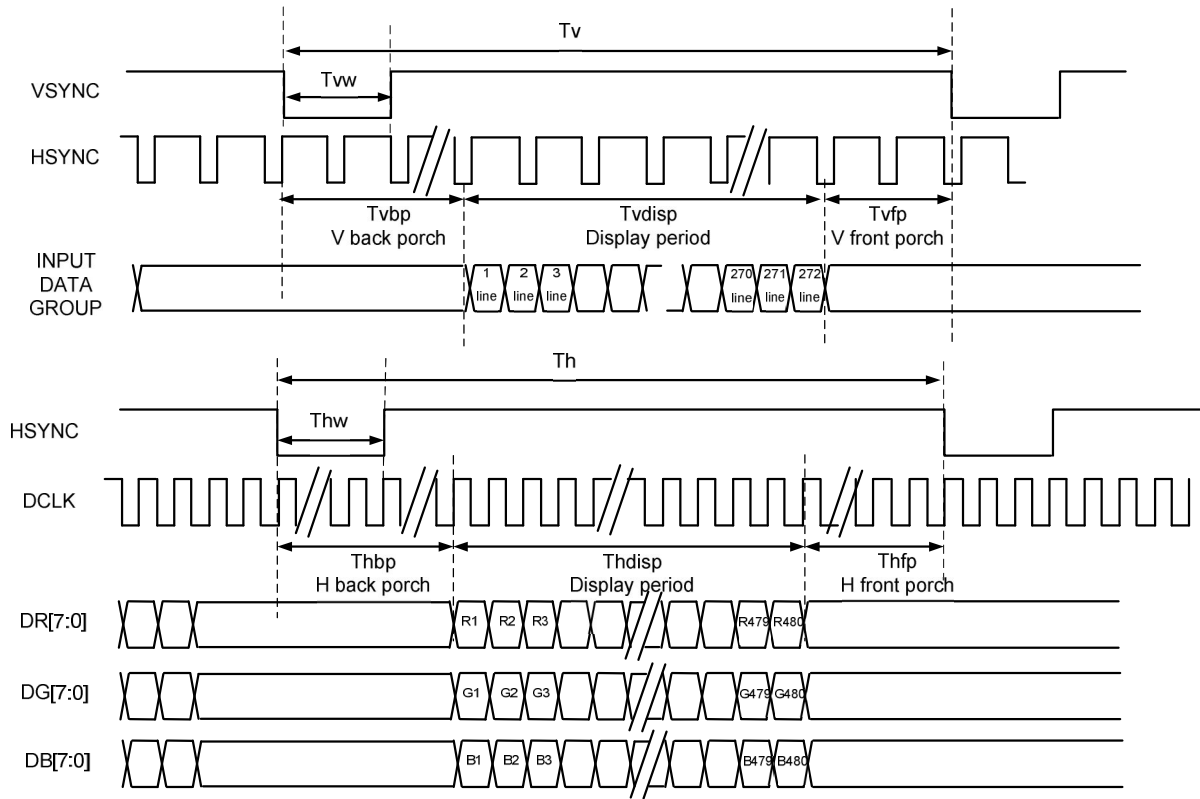 Tv
VSYNC
Tvw
HSYNC
Tvbp
V back porch
Tvdisp
Display period
Tvfp
V front porch
INPUT
DATA
GROUP
1
line
2
line
3
line
270
line
271
line
272
line
Th
HSYNC
Thw
DCLK
Thbp
H back porch
Thdisp
Display period
Thfp
H front porch
DR[7:0]
R1
R2
R3
R479
R480
DG[7:0]
G1
G2
G3
G479
G480
DB[7:0]
B1
B2
B3
B479
B480